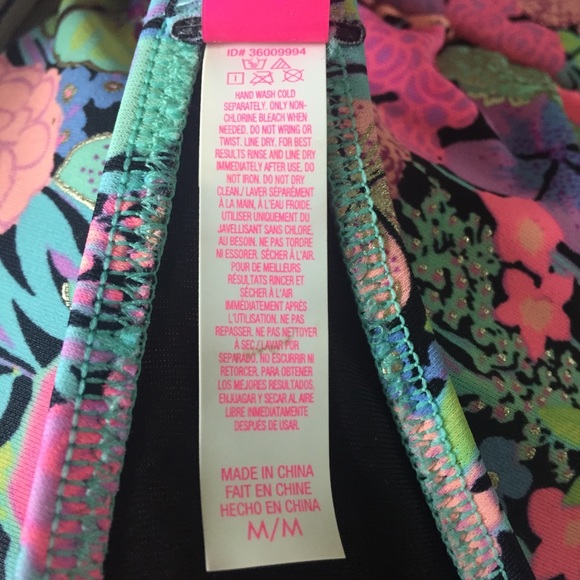 ID# 36009994
HAND WASH COLD
SEPARATELY. ONLY NON-
CHLORINE BLEACH WHEN
NEEDED. DO NOT WRING OR
TWIST. LINE DRY. FOR BEST
RESULTS RINSE AND LINE DRY
IMMEDIATELY AFTER USE. DO
NOT IRON. DO NOT DRY
CLEAN./ LAVER SÉPARÉMENT
À LA MAIN, À L'EAU FROIDE.
UTILISER UNIQUEMENT DU
JAVELLISANT SANS CHLORE,
AU BESOIN. NE PAS TORDRE
NI ESSORER. SÉCHER À L'AIR.
POUR DE MEILLEURS
RÉSULTATS RINCER ET
SÉCHER À L'AIR
IMMÉDIATEMENT APRÈS
L'UTILISATION. NE PAS
REPASSER. NE PAS NETTOYER
À SEC./ LAVAR POR
SEPARADO. NO ESCURRIR NI
RETORCER. PARA OBTENER
LOS MEJORES RESULTADOS,
ENJUAGAR Y SECAR AL AIRE
LIBRE INMEDIATAMENTE
DESPUÉS DE USAR.
MADE IN CHINA
FAIT EN CHINE
HECHO EN CHINA
M/M